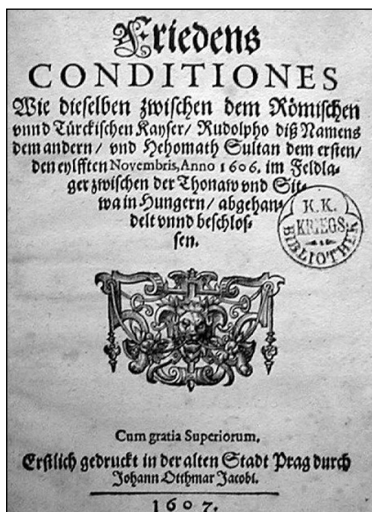 Friedens
CONDITIONES
Wie dieselben zwischen dem Römischen
vnnd Türckischen Kayser/ Rudolpho diß Namens
dem andern/ vnd Hehomath Sultan dem ersten/
den eylfften Novembris, Anno 1606. im Feldla-
ger zwischen der Thonaw vnd Sit-
wa in Hungern/ abgehan-
delt vnnd beschlos-
sen.
K.K.
KRIEGS-
BIBLIOTHEK
Cum gratia Superiorum.
Erstlich gedruckt in der alten Stadt Prag durch
Johann Otthmar Jacobi.
1607.